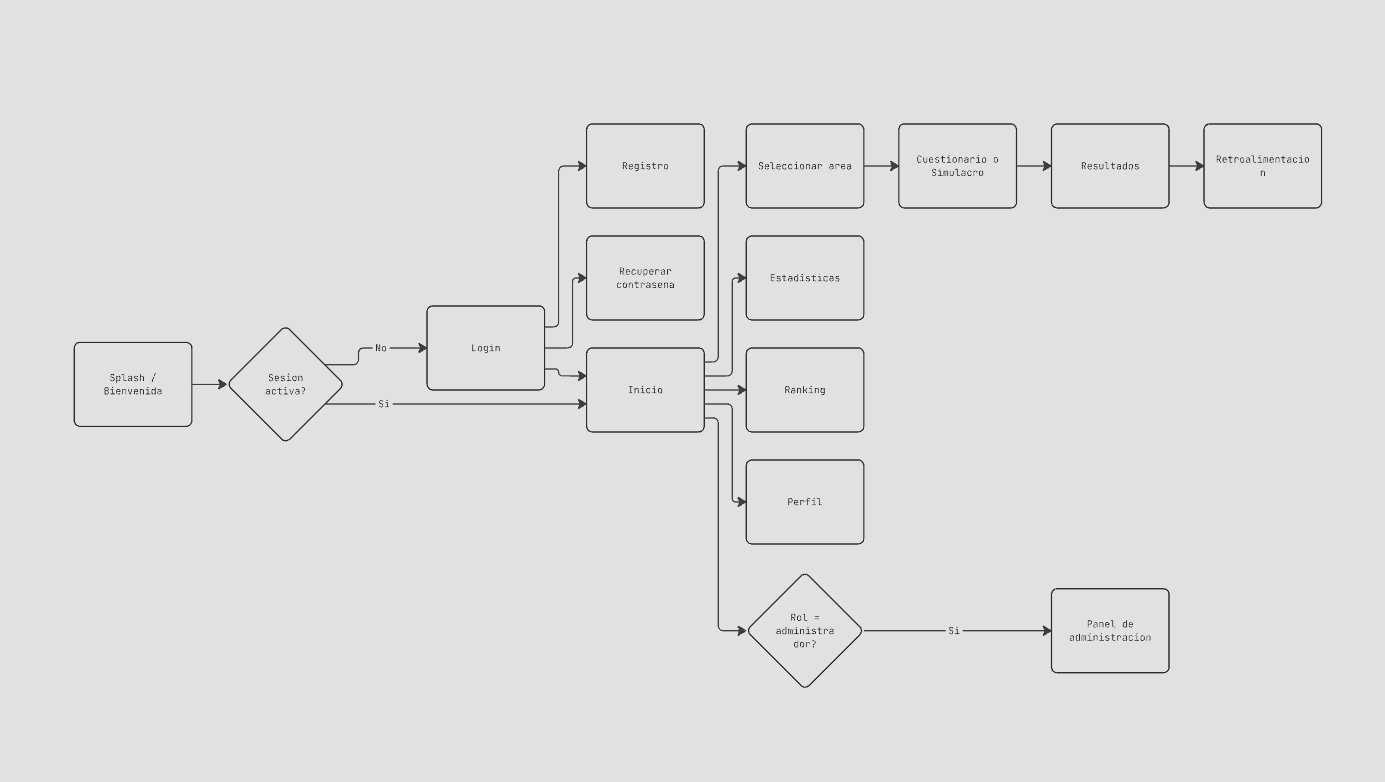 Registro
Seleccionar area
Cuestionario o
Simulacro
Resultados
Retroalimentacio
n
Recuperar
contrasena
Estadisticas
Splash /
Bienvenida
Sesion
activa?
No
Login
Si
Inicio
Ranking
Perfil
Rol =
administra
dor?
Si
Panel de
administracion